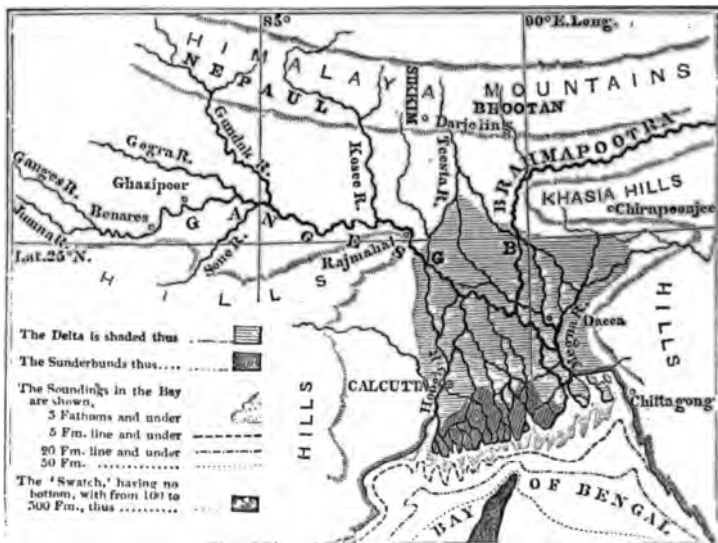 85°
90°E.Long.
HIMALAYA MOUNTAINS
NEPAUL
SIKKIM
BHOOTAN
Darjeling
BRAHMAPOOTRA
Gunduk R.
Gogra R.
Kosee R.
Teesta R.
KHASIA HILLS
Chirapoonjee
Ganges R.
Ghazipoor
Benares
GANGES
Jumna R.
Sone R.
Rajmahal
G
B
Lat.25°N.
HILLS
Dacca
Megna R.
HILLS
The Delta is shaded thus
The Sunderbunds thus
CALCUTTA
Hoogly R.
Chittagong
HILLS
The Soundings in the Bay
are shown,
3 Fathoms and under
5 Fm. line and under
20 Fm. line and under
50 Fm.
The 'Swatch,' having no
bottom, with from 100 to
300 Fm., thus
BAY OF BENGAL